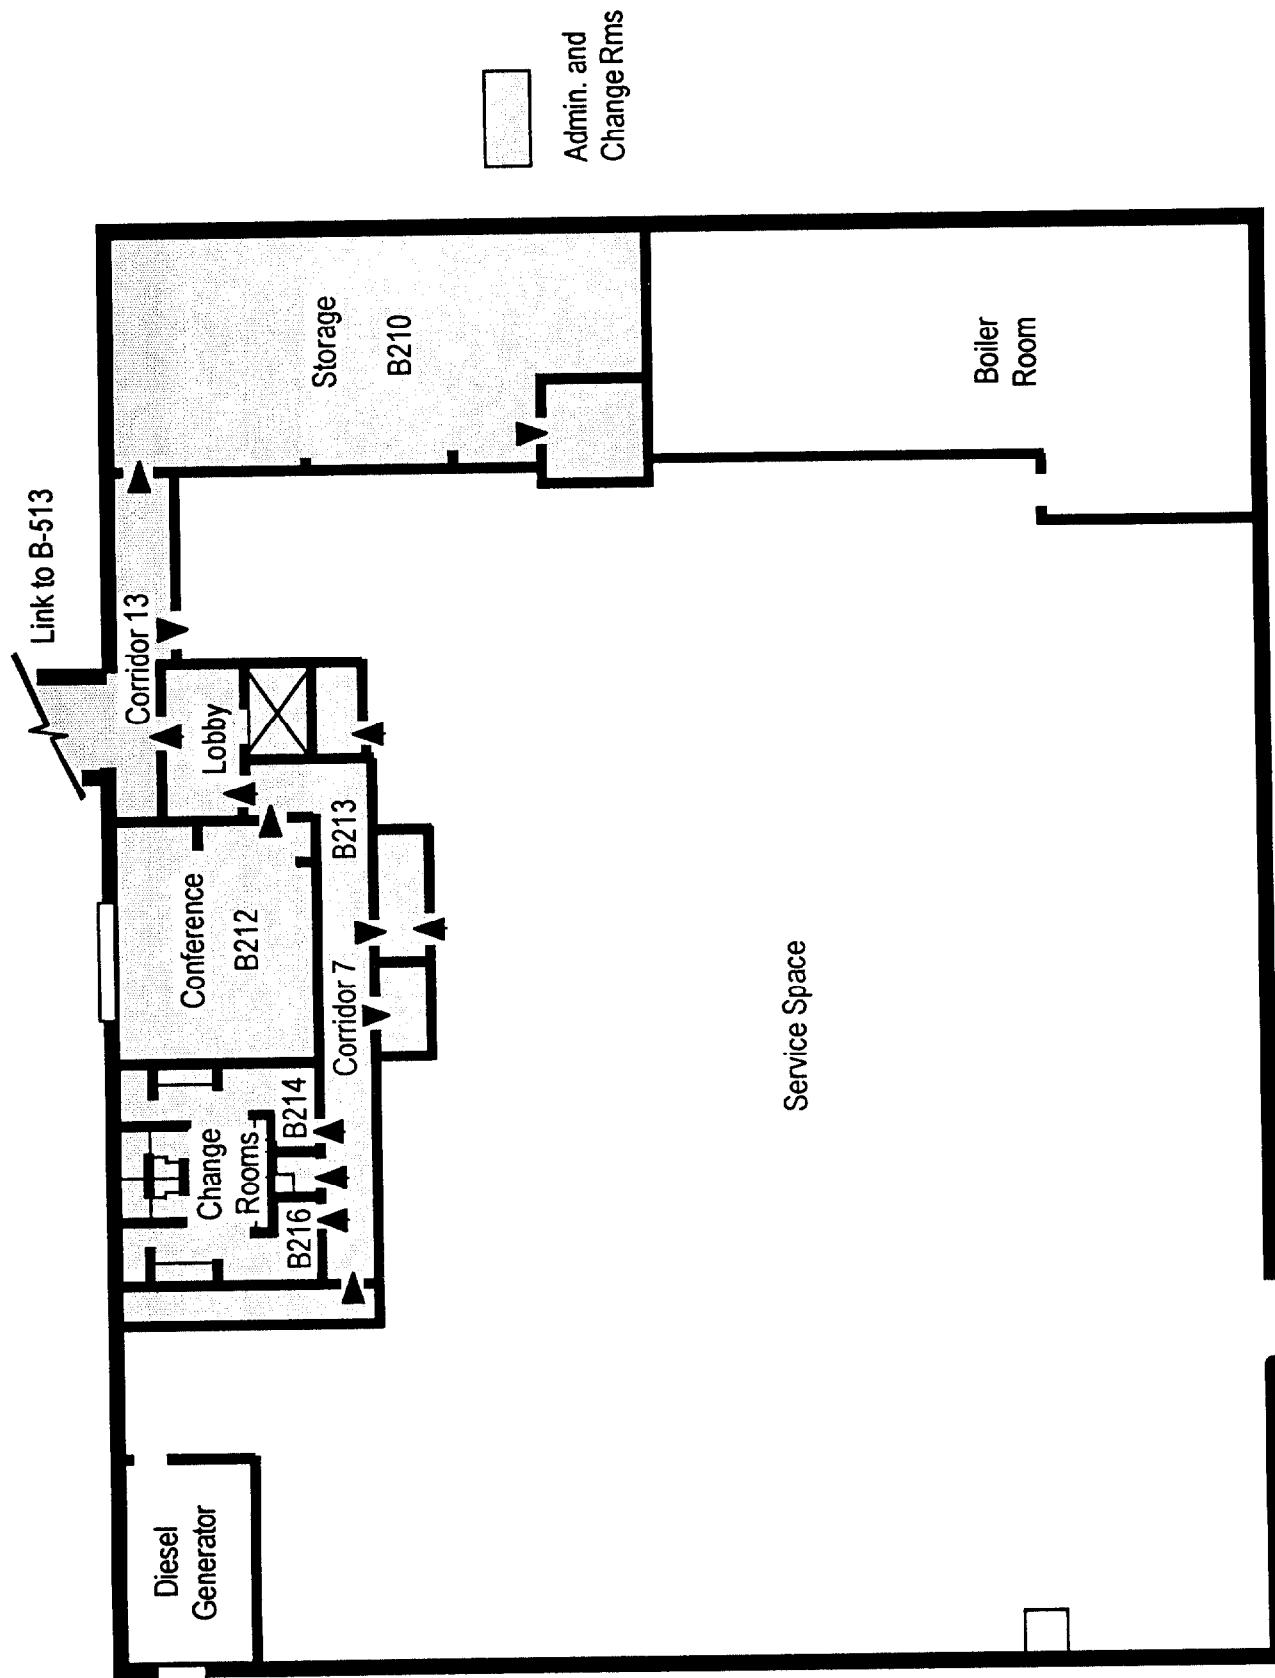 Admin. and
Change Rms
Link to B-513
Storage
B210
Boiler
Room
Corridor 13
Lobby
B213
Conference
B212
Corridor 7
Service Space
Change
Rooms
B214
B216
Diesel
Generator